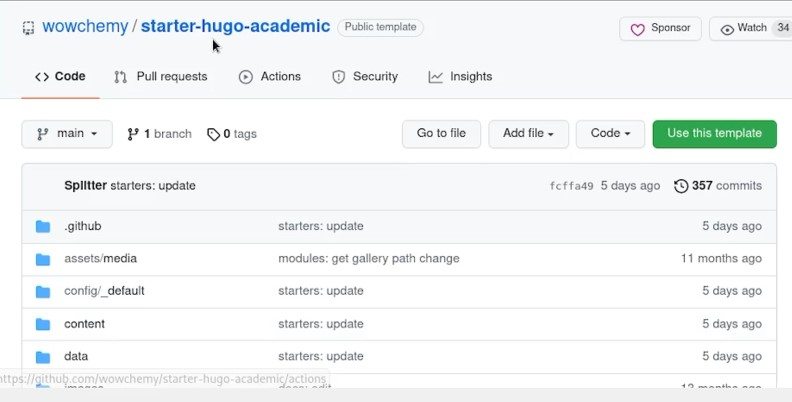 wowchemy / starter-hugo-academic Public template Sponsor Watch 34
Code Pull requests Actions Security Insights
main 1 branch 0 tags Go to file Add file Code Use this template
Splitter starters: update fcffa49 5 days ago 357 commits
.github starters: update 5 days ago
assets/media modules: get gallery path change 11 months ago
config/_default starters: update 5 days ago
content starters: update 5 days ago
data starters: update 5 days ago
https://github.com/wowchemy/starter-hugo-academic/actions
months ago